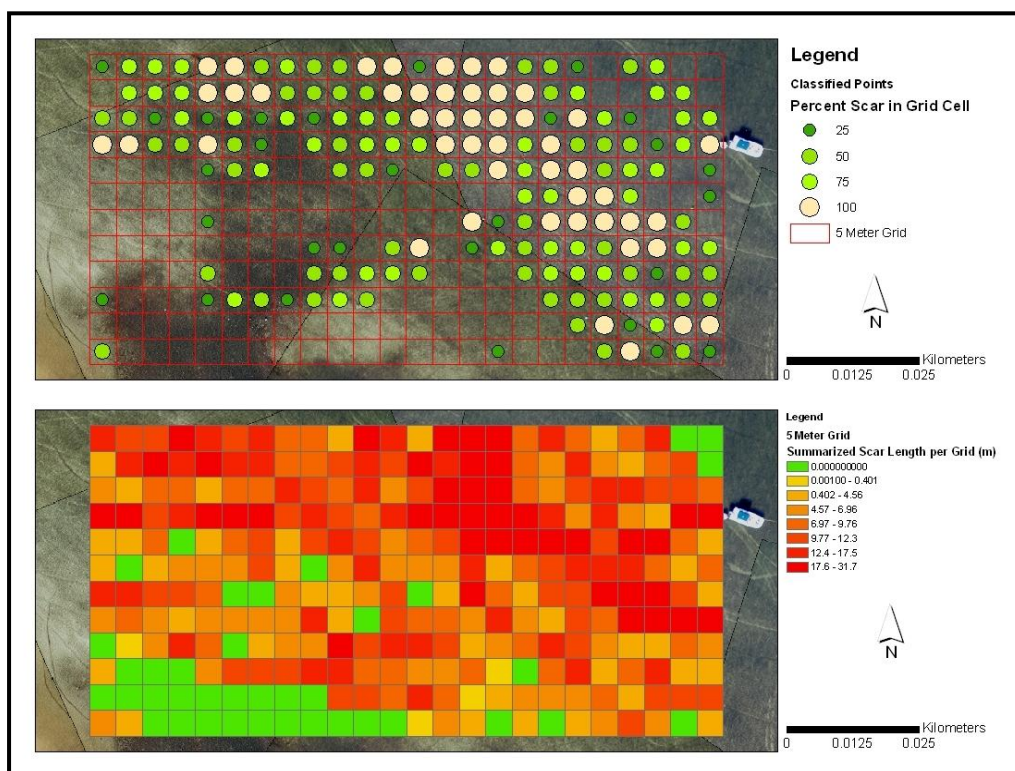 Legend
Classified Points
Percent Scar in Grid Cell
25
50
75
100
5 Meter Grid
N
Kilometers
0 0.0125 0.025
Legend
5 Meter Grid
Summarized Scar Length per Grid (m)
0.000000000
0.00100 - 0.401
0.402 - 4.56
4.57 - 6.96
6.97 - 9.76
9.77 - 12.3
12.4 - 17.5
17.6 - 31.7
N
Kilometers
0 0.0125 0.025